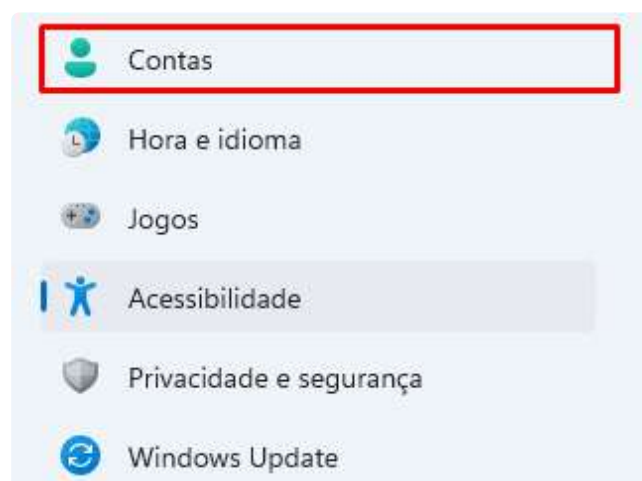 Contas
Hora e idioma
Jogos
Acessibilidade
Privacidade e segurança
Windows Update